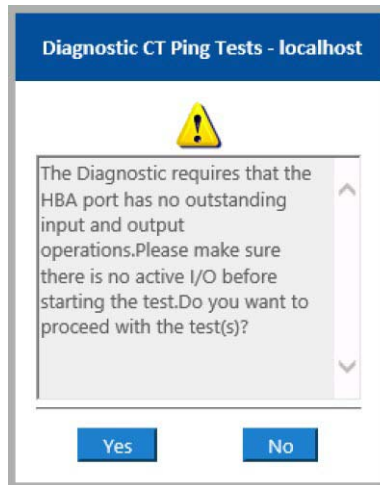 Diagnostic CT Ping Tests - localhost
The Diagnostic requires that the
HBA port has no outstanding
input and output
operations.Please make sure
there is no active I/O before
starting the test.Do you want to
proceed with the test(s)?
Yes
No